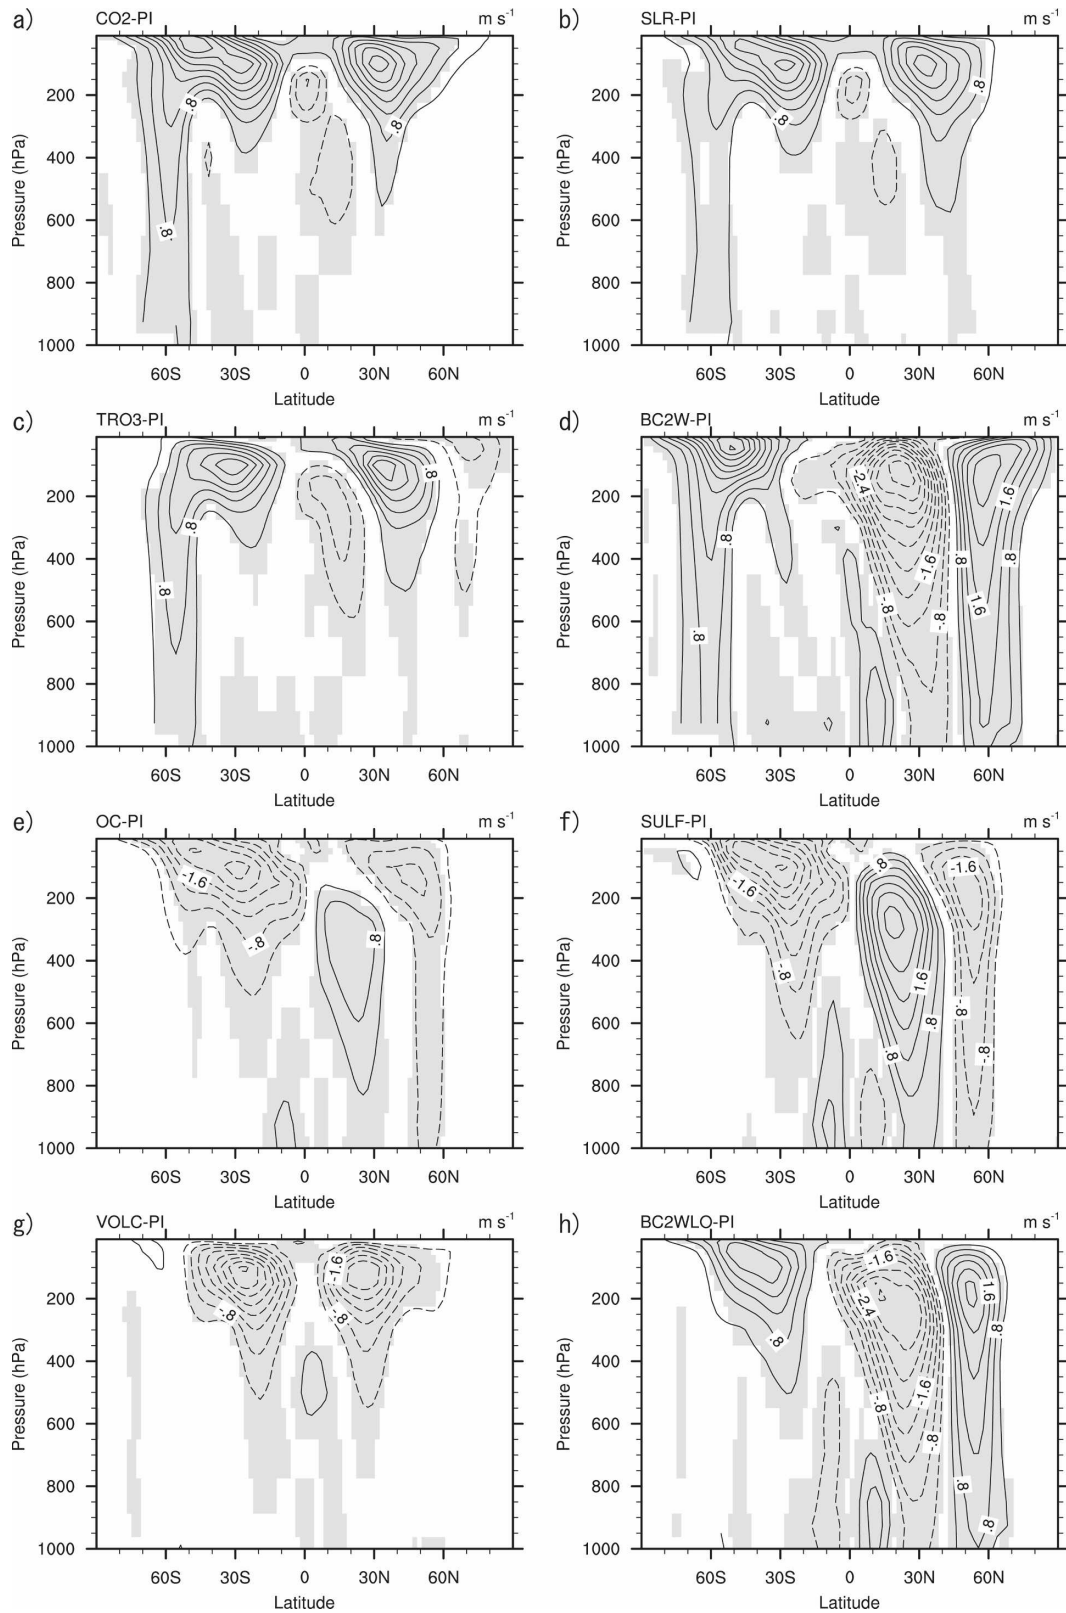 a) CO2-PI m s-1
.8
.8
.8
Pressure (hPa)
200
400
600
800
1000
60S 30S 0 30N 60N
Latitude
b) SLR-PI m s-1
.8
.8
Pressure (hPa)
200
400
600
800
1000
60S 30S 0 30N 60N
Latitude
c) TRO3-PI m s-1
.8
.8
.8
Pressure (hPa)
200
400
600
800
1000
60S 30S 0 30N 60N
Latitude
d) BC2W-PI m s-1
-2.4
1.6
.8
.8
.8
-1.6
-.8
1.6
-.8
.8
Pressure (hPa)
200
400
600
800
1000
60S 30S 0 30N 60N
Latitude
e) OC-PI m s-1
-1.6
-.8
.8
Pressure (hPa)
200
400
600
800
1000
60S 30S 0 30N 60N
Latitude
f) SULF-PI m s-1
.8
-1.6
-1.6
-.8
1.6
-.8
.8
.8
-.8
Pressure (hPa)
200
400
600
800
1000
60S 30S 0 30N 60N
Latitude
g) VOLC-PI m s-1
-1.6
-.8
-.8
Pressure (hPa)
200
400
600
800
1000
60S 30S 0 30N 60N
Latitude
h) BC2WLO-PI m s-1
-1.6
1.6
-2.4
.8
.8
-1.6
-.8
-.8
.8
.8
Pressure (hPa)
200
400
600
800
1000
60S 30S 0 30N 60N
Latitude